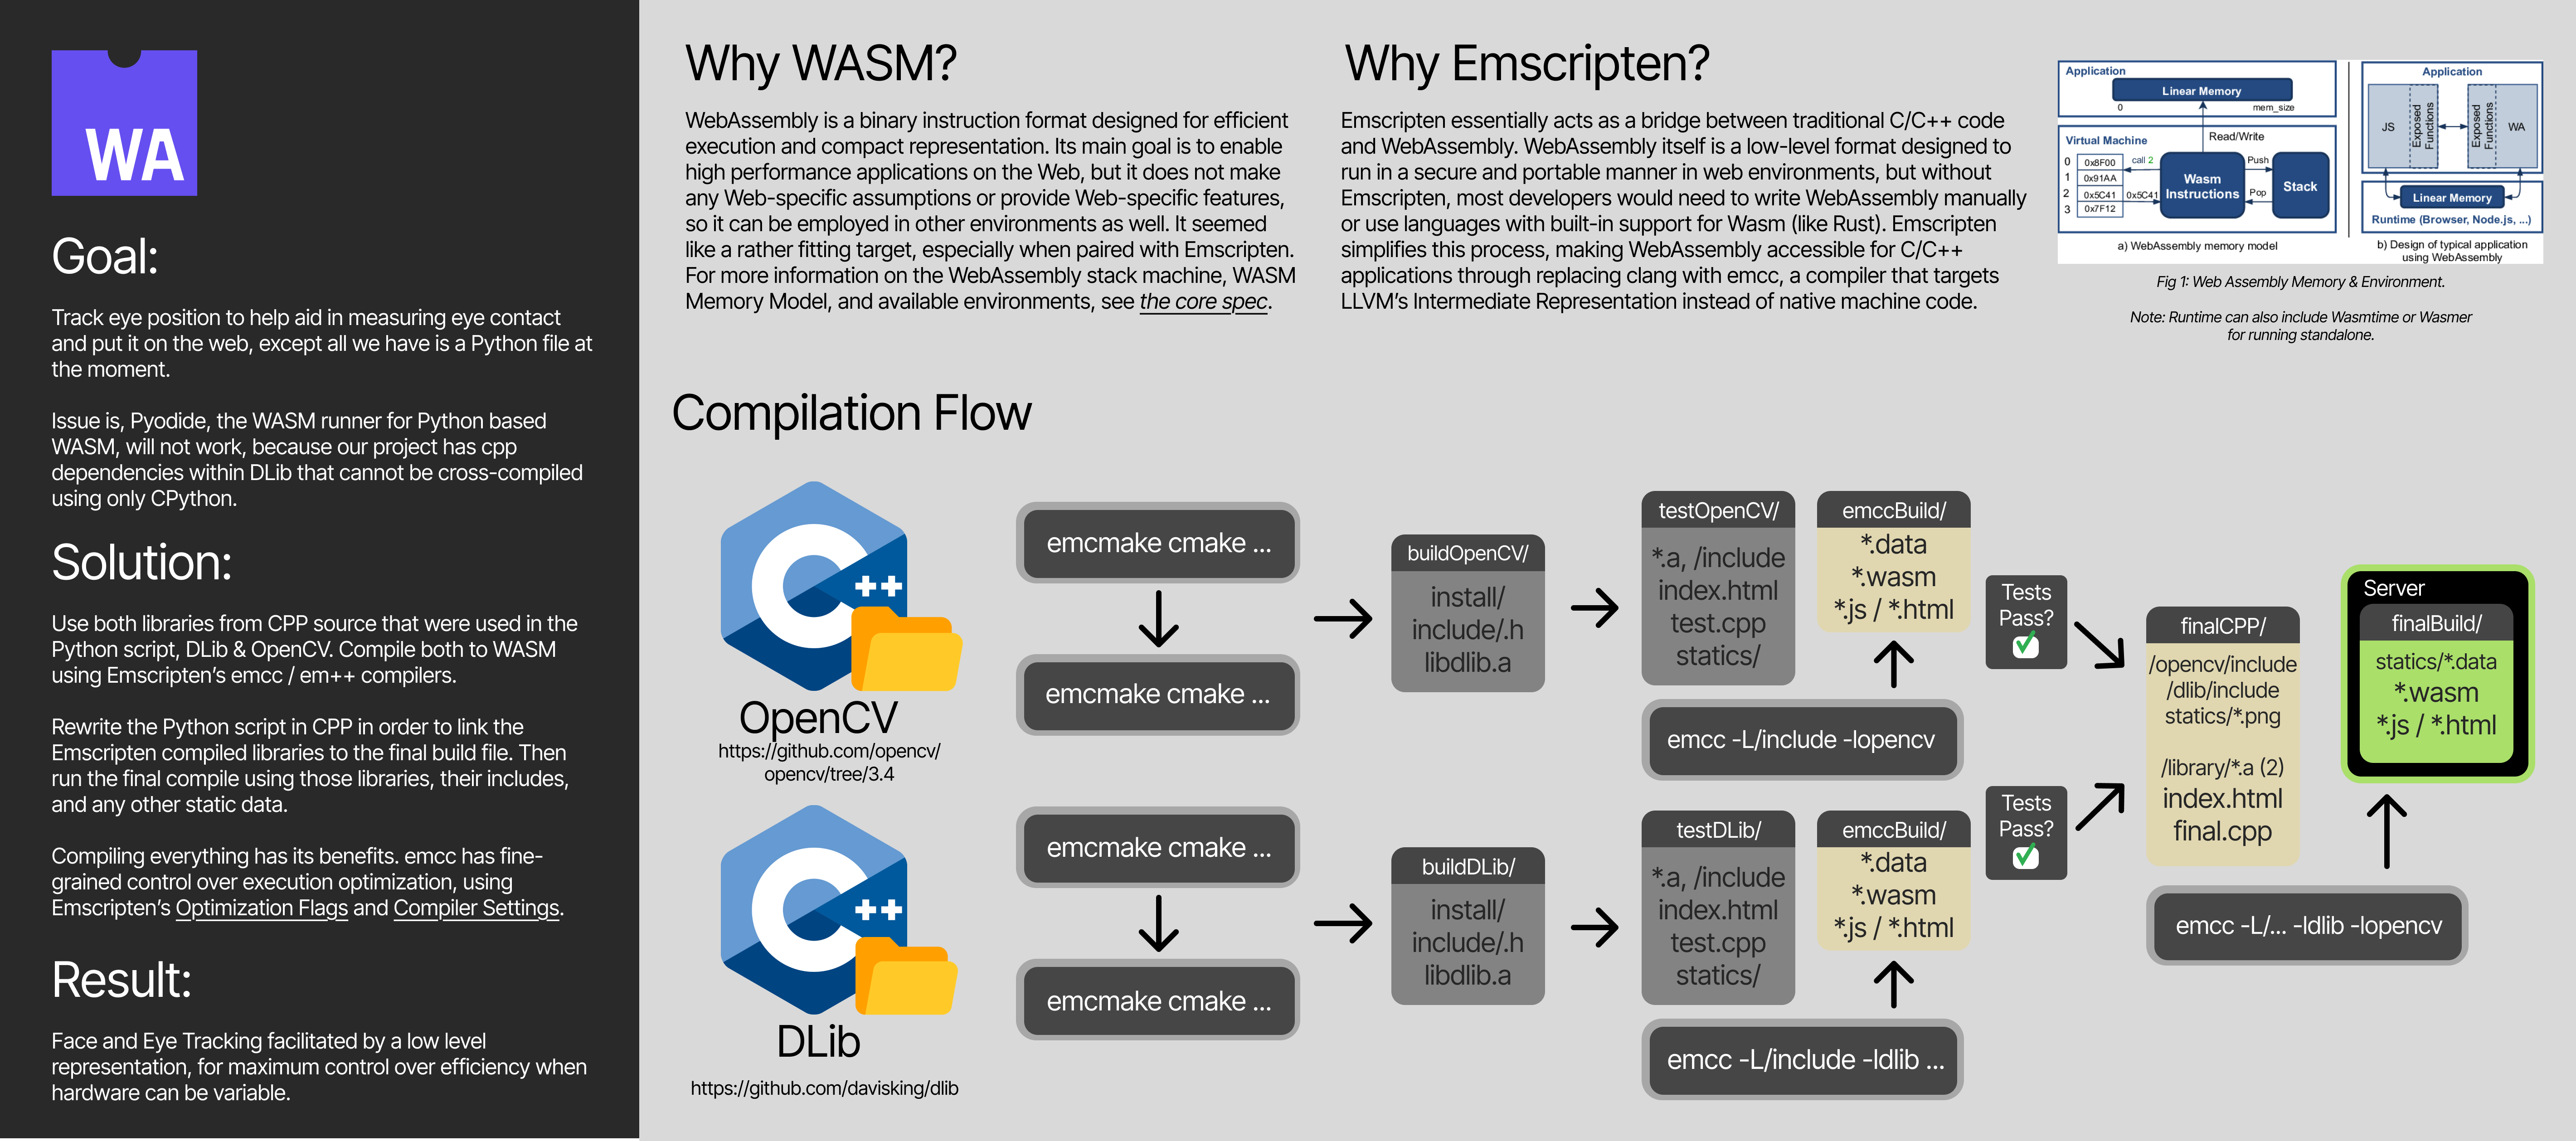 WA
Goal:
Track eye position to help aid in measuring eye contact
and put it on the web, except all we have is a Python file at
the moment.
Issue is, Pyodide, the WASM runner for Python based
WASM, will not work, because our project has cpp
dependencies within DLib that cannot be cross-compiled
using only CPython.
Solution:
Use both libraries from CPP source that were used in the
Python script, DLib & OpenCV. Compile both to WASM
using Emscripten's emcc / em++ compilers.
Rewrite the Python script in CPP in order to link the
Emscripten compiled libraries to the final build file. Then
run the final compile using those libraries, their includes,
and any other static data.
Compiling everything has its benefits. emcc has fine-
grained control over execution optimization, using
Emscripten's Optimization Flags and Compiler Settings.
Result:
Face and Eye Tracking facilitated by a low level
representation, for maximum control over efficiency when
hardware can be variable.
Why WASM?
WebAssembly is a binary instruction format designed for efficient
execution and compact representation. Its main goal is to enable
high performance applications on the Web, but it does not make
any Web-specific assumptions or provide Web-specific features,
so it can be employed in other environments as well. It seemed
like a rather fitting target, especially when paired with Emscripten.
For more information on the WebAssembly stack machine, WASM
Memory Model, and available environments, see the core spec.
Why Emscripten?
Emscripten essentially acts as a bridge between traditional C/C++ code
and WebAssembly. WebAssembly itself is a low-level format designed to
run in a secure and portable manner in web environments, but without
Emscripten, most developers would need to write WebAssembly manually
or use languages with built-in support for Wasm (like Rust). Emscripten
simplifies this process, making WebAssembly accessible for C/C++
applications through replacing clang with emcc, a compiler that targets
LLVM's Intermediate Representation instead of native machine code.
Application
Linear Memory
0 mem_size
Read/Write
Virtual Machine
0 0x8F00
1 0x91AA
2 0x5C41
3 0x7F12
call 2
0x5C41
Wasm
Instructions
Push
Pop
Stack
a) WebAssembly memory model
Application
JS
Exposed
Functions
Exposed
Functions
WA
Linear Memory
Runtime (Browser, Node.js, ...)
b) Design of typical application
using WebAssembly
Fig 1: Web Assembly Memory & Environment.
Note: Runtime can also include Wasmtime or Wasmer
for running standalone.
Compilation Flow
C++
OpenCV
https://github.com/opencv/
opencv/tree/3.4
emcmake cmake ...
emcmake cmake ...
buildOpenCV/
install/
include/.h
libdlib.a
testOpenCV/
*.a, /include
index.html
test.cpp
statics/
emccBuild/
*.data
*.wasm
*.js / *.html
emcc -L/include -lopencv
Tests
Pass?
C++
DLib
https://github.com/davisking/dlib
emcmake cmake ...
emcmake cmake ...
buildDLib/
install/
include/.h
libdlib.a
testDLib/
*.a, /include
index.html
test.cpp
statics/
emccBuild/
*.data
*.wasm
*.js / *.html
emcc -L/include -ldlib ...
Tests
Pass?
finalCPP/
/opencv/include
/dlib/include
statics/*.png
/library/*.a (2)
index.html
final.cpp
Server
finalBuild/
statics/*.data
*.wasm
*.js / *.html
emcc -L/... -ldlib -lopencv